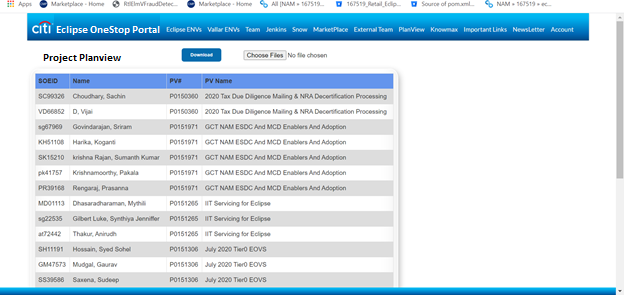 Apps Marketplace - Home RtlElmVFraudDetec... Marketplace - Home All [NAM + 167519... 167519_Retail_Eclip... Source of pom.xml... NAM + 167519 + ec...
citi Eclipse OneStop Portal Eclipse ENVs Vallar ENVs Team Jenkins Snow MarketPlace External Team PlanView Knowmax Important Links NewsLetter Account
Project Planview Download Choose Files No file chosen
SOEID Name PV# PV Name
SC99326 Choudhary, Sachin P0150360 2020 Tax Due Diligence Mailing & NRA Decertification Processing
VD66852 D, Vijai P0150360 2020 Tax Due Diligence Mailing & NRA Decertification Processing
sg67969 Govindarajan, Sriram P0151971 GCT NAM ESDC And MCD Enablers And Adoption
KH51108 Harika, Koganti P0151971 GCT NAM ESDC And MCD Enablers And Adoption
SK15210 krishna Rajan, Sumanth Kumar P0151971 GCT NAM ESDC And MCD Enablers And Adoption
pk41757 Krishnamoorthy, Pakala P0151971 GCT NAM ESDC And MCD Enablers And Adoption
PR39168 Rengaraj, Prasanna P0151971 GCT NAM ESDC And MCD Enablers And Adoption
MD01113 Dhasaradharaman, Mythili P0151265 IIT Servicing for Eclipse
sg22535 Gilbert Luke, Synthiya Jenniffer P0151265 IIT Servicing for Eclipse
at72442 Thakur, Anirudh P0151265 IIT Servicing for Eclipse
SH11191 Hossain, Syed Sohel P0151306 July 2020 Tier0 EOVS
GM47573 Mudgal, Gaurav P0151306 July 2020 Tier0 EOVS
SS39586 Saxena, Sudeep P0151306 July 2020 Tier0 EOVS